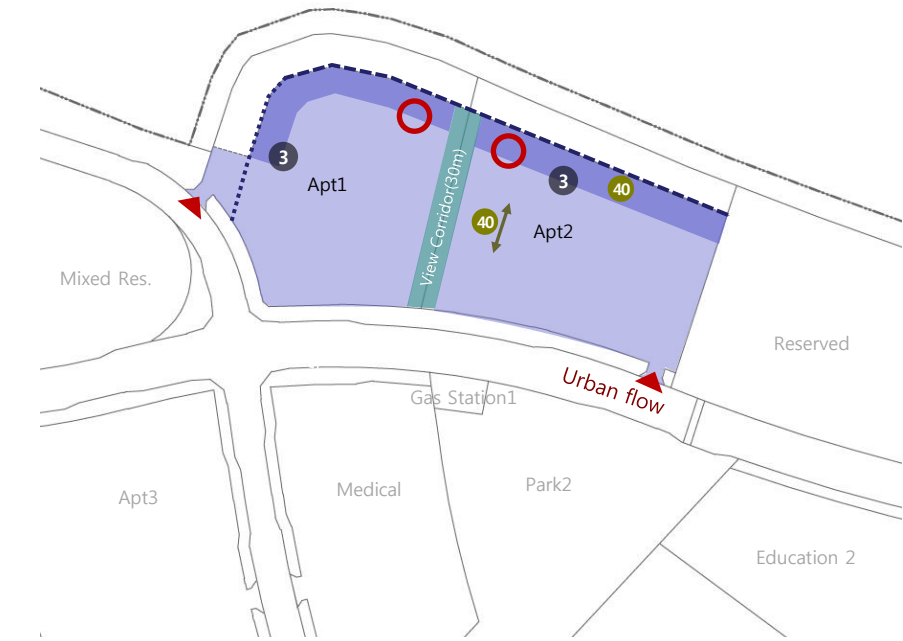 3
3
40
Apt1
View Corridor(30m)
40
Apt2
Mixed Res.
Reserved
Urban flow
Gas Station1
Apt3
Medical
Park2
Education 2